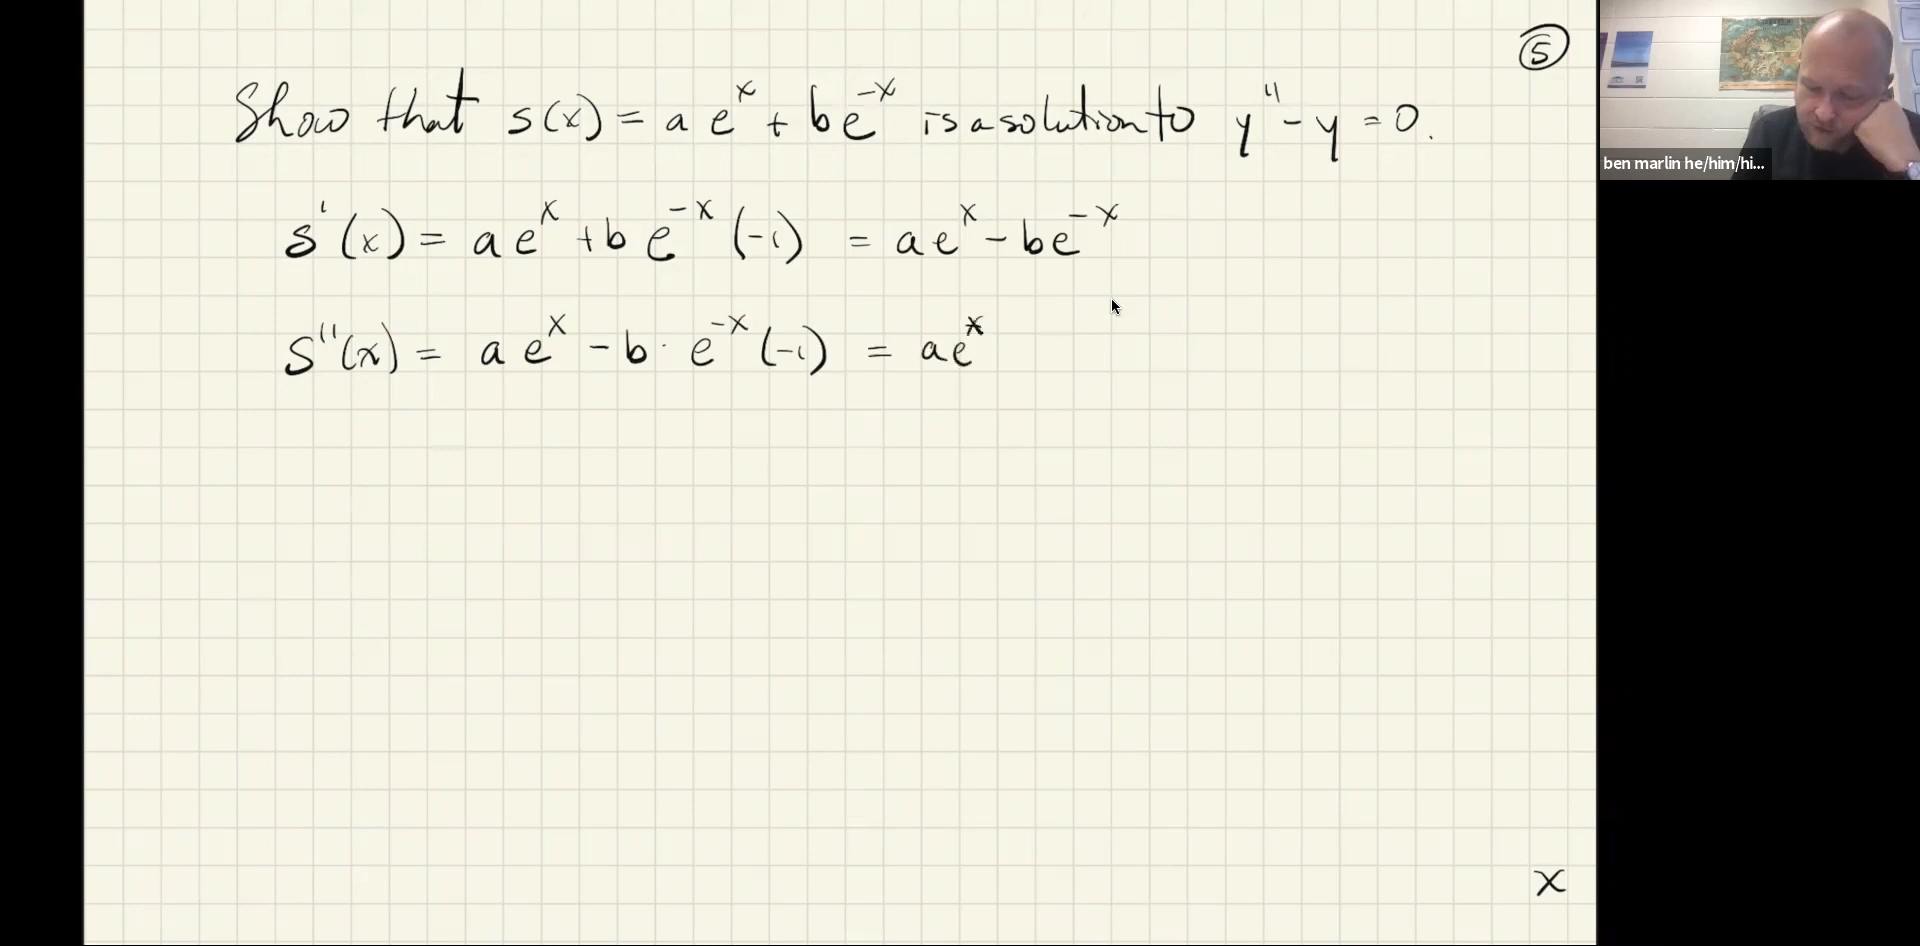 ⑤
Show that s(x) = a e^x + b e^-x is a solution to y'' - y = 0.
s'(x) = a e^x + b e^-x (-1) = a e^x - b e^-x
s''(x) = a e^x - b · e^-x (-1) = a e^x
x
ben marlin he/him/hi...